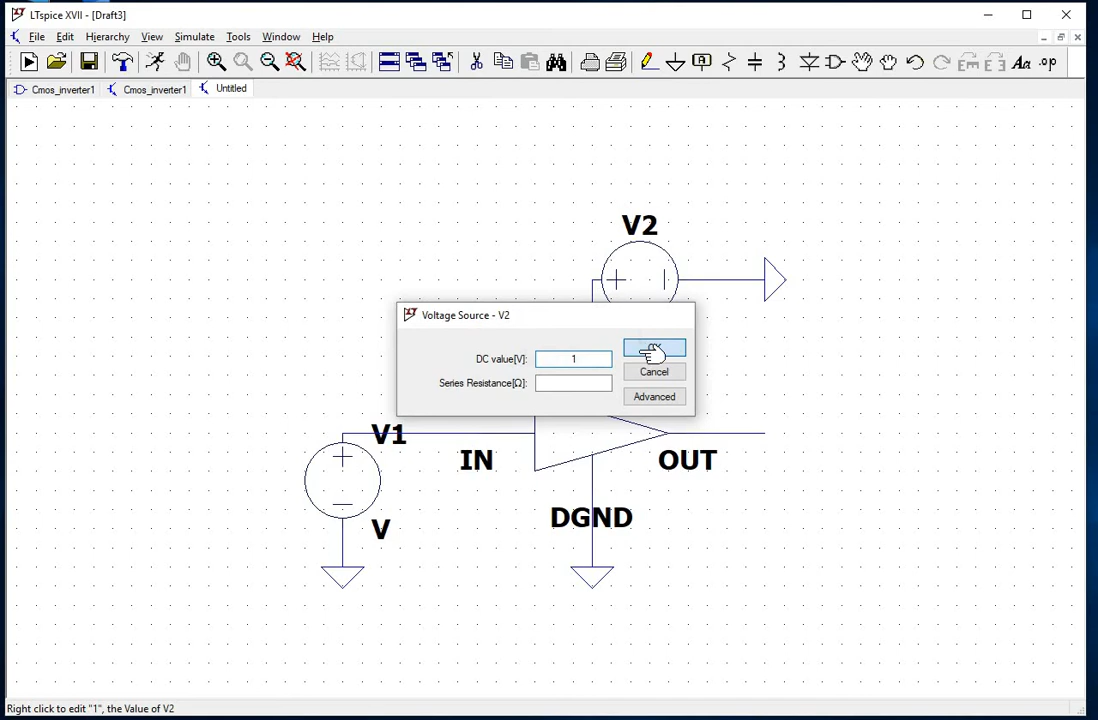 LTspice XVII - [Draft3]
File Edit Hierarchy View Simulate Tools Window Help
Aa .op
Cmos_inverter1 Cmos_inverter1 Untitled
V2
Voltage Source - V2
DC value[V]: 1
Series Resistance[Ω]:
Cancel
Advanced
V1
IN OUT
V
DGND
Right click to edit "1", the Value of V2